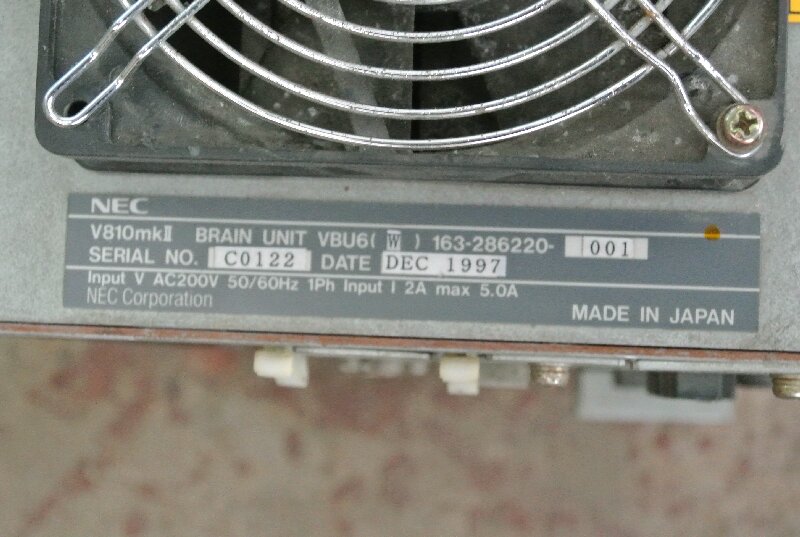 NEC
V810mkII BRAIN UNIT VBU6( W ) 163-286220- 001
SERIAL NO. C0122 DATE DEC 1997
Input V AC200V 50/60Hz 1Ph Input I 2A max 5.0A
NEC Corporation
MADE IN JAPAN